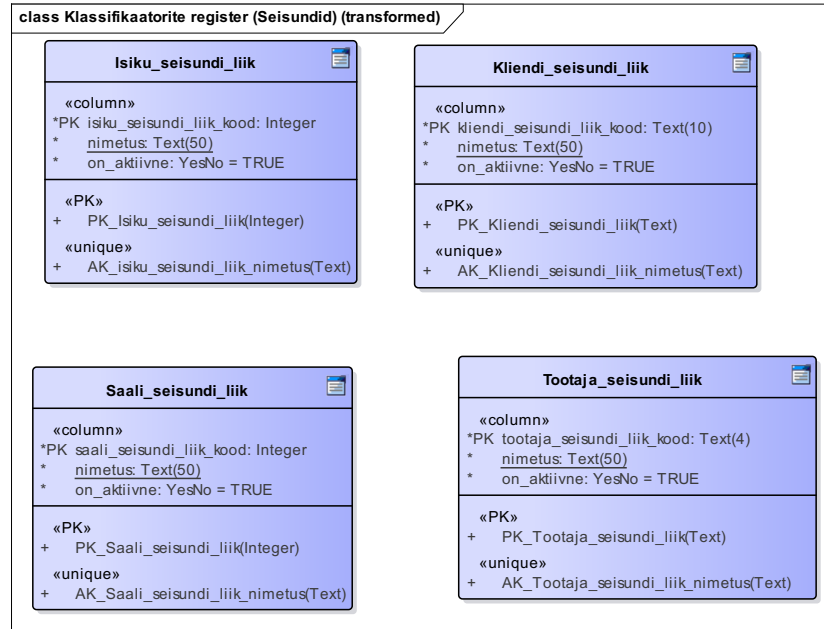 class Klassifikaatorite register (Seisundid) (transformed)
Isiku_seisundi_liik
«column»
*PK isiku_seisundi_liik_kood: Integer
* nimetus: Text(50)
* on_aktiivne: YesNo = TRUE
«PK»
+ PK_Isiku_seisundi_liik(Integer)
«unique»
+ AK_isiku_seisundi_liik_nimetus(Text)
Kliendi_seisundi_liik
«column»
*PK kliendi_seisundi_liik_kood: Text(10)
* nimetus: Text(50)
* on_aktiivne: YesNo = TRUE
«PK»
+ PK_Kliendi_seisundi_liik(Text)
«unique»
+ AK_Kliendi_seisundi_liik_nimetus(Text)
Saali_seisundi_liik
«column»
*PK saali_seisundi_liik_kood: Integer
* nimetus: Text(50)
* on_aktiivne: YesNo = TRUE
«PK»
+ PK_Saali_seisundi_liik(Integer)
«unique»
+ AK_Saali_seisundi_liik_nimetus(Text)
Tootaja_seisundi_liik
«column»
*PK tootaja_seisundi_liik_kood: Text(4)
* nimetus: Text(50)
* on_aktiivne: YesNo = TRUE
«PK»
+ PK_Tootaja_seisundi_liik(Text)
«unique»
+ AK_Tootaja_seisundi_liik_nimetus(Text)